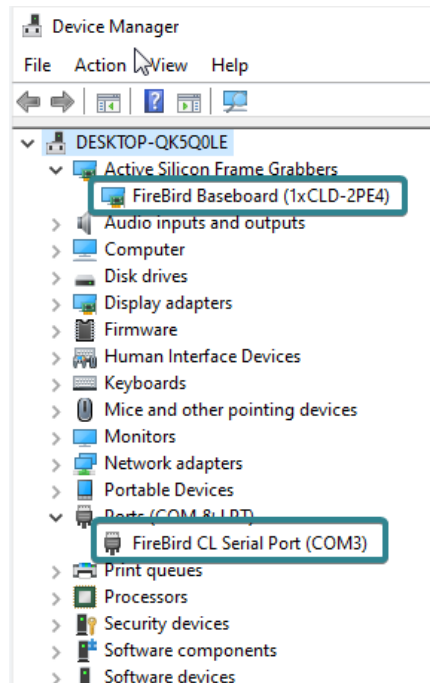 Device Manager
File Action View Help
DESKTOP-QK5Q0LE
Active Silicon Frame Grabbers
FireBird Baseboard (1xCLD-2PE4)
Audio inputs and outputs
Computer
Disk drives
Display adapters
Firmware
Human Interface Devices
Keyboards
Mice and other pointing devices
Monitors
Network adapters
Portable Devices
Ports (COM & LPT)
FireBird CL Serial Port (COM3)
Print queues
Processors
Security devices
Software components
Software devices